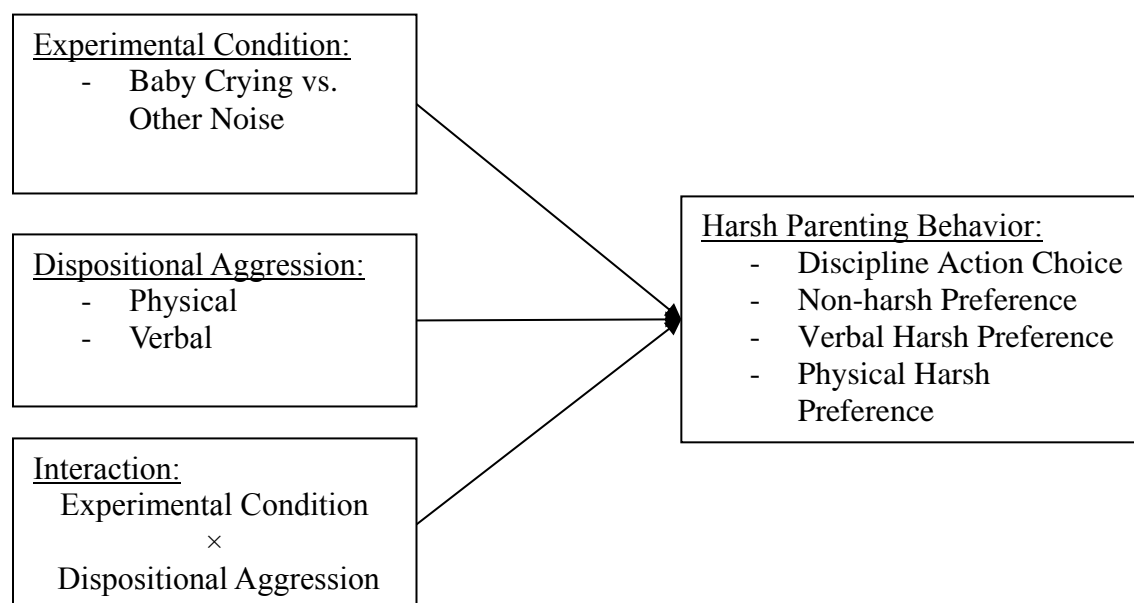 Experimental Condition:
- Baby Crying vs.
Other Noise
Dispositional Aggression:
- Physical
- Verbal
Interaction:
Experimental Condition
×
Dispositional Aggression
Harsh Parenting Behavior:
- Discipline Action Choice
- Non-harsh Preference
- Verbal Harsh Preference
- Physical Harsh
Preference